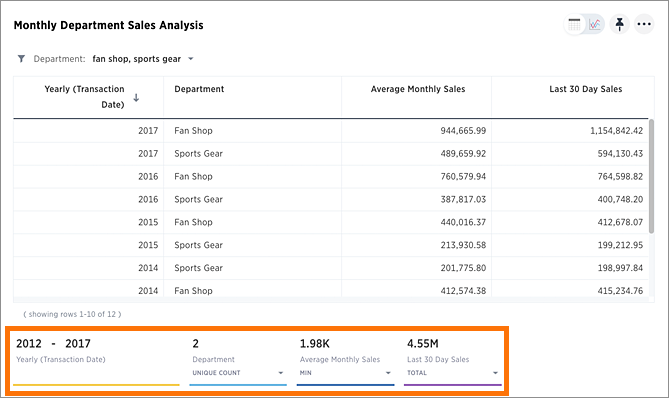 Monthly Department Sales Analysis
Department: fan shop, sports gear
Yearly (Transaction Date) Department Average Monthly Sales Last 30 Day Sales
2017 Fan Shop 944,665.99 1,154,842.42
2017 Sports Gear 489,659.92 594,130.43
2016 Fan Shop 760,579.94 764,598.82
2016 Sports Gear 387,817.03 400,748.20
2015 Fan Shop 440,016.37 412,678.07
2015 Sports Gear 213,930.58 199,212.95
2014 Sports Gear 201,775.80 198,997.84
2014 Fan Shop 412,574.38 415,234.76
( showing rows 1-10 of 12 )
2012 - 2017 2 1.98K 4.55M
Yearly (Transaction Date) Department Average Monthly Sales Last 30 Day Sales
UNIQUE COUNT MIN TOTAL